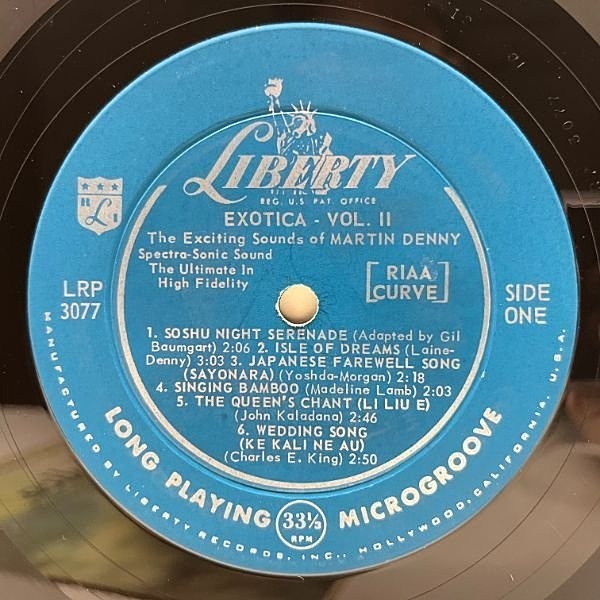 LIBERTY
REG. U.S. PAT. OFFICE
EXOTICA - VOL. II
The Exciting Sounds of MARTIN DENNY
Spectra-Sonic Sound
The Ultimate In
High Fidelity
RIAA
CURVE
"L"
LRP
3077
SIDE
ONE
1. SOSHU NIGHT SERENADE (Adapted by Gil
Baumgart) 2:06 2. ISLE OF DREAMS (Laine-
Denny) 3:03 3. JAPANESE FAREWELL SONG
(SAYONARA) (Yoshda-Morgan) 2:18
4. SINGING BAMBOO (Madeline Lamb) 2:03
5. THE QUEEN'S CHANT (LI LIU E)
(John Kaladana) 2:46
6. WEDDING SONG
(KE KALI NE AU)
(Charles E. King) 2:50
LONG PLAYING 33⅓ RPM MICROGROOVE
MANUFACTURED BY LIBERTY RECORDS, INC., HOLLYWOOD, CALIFORNIA, U.S.A.